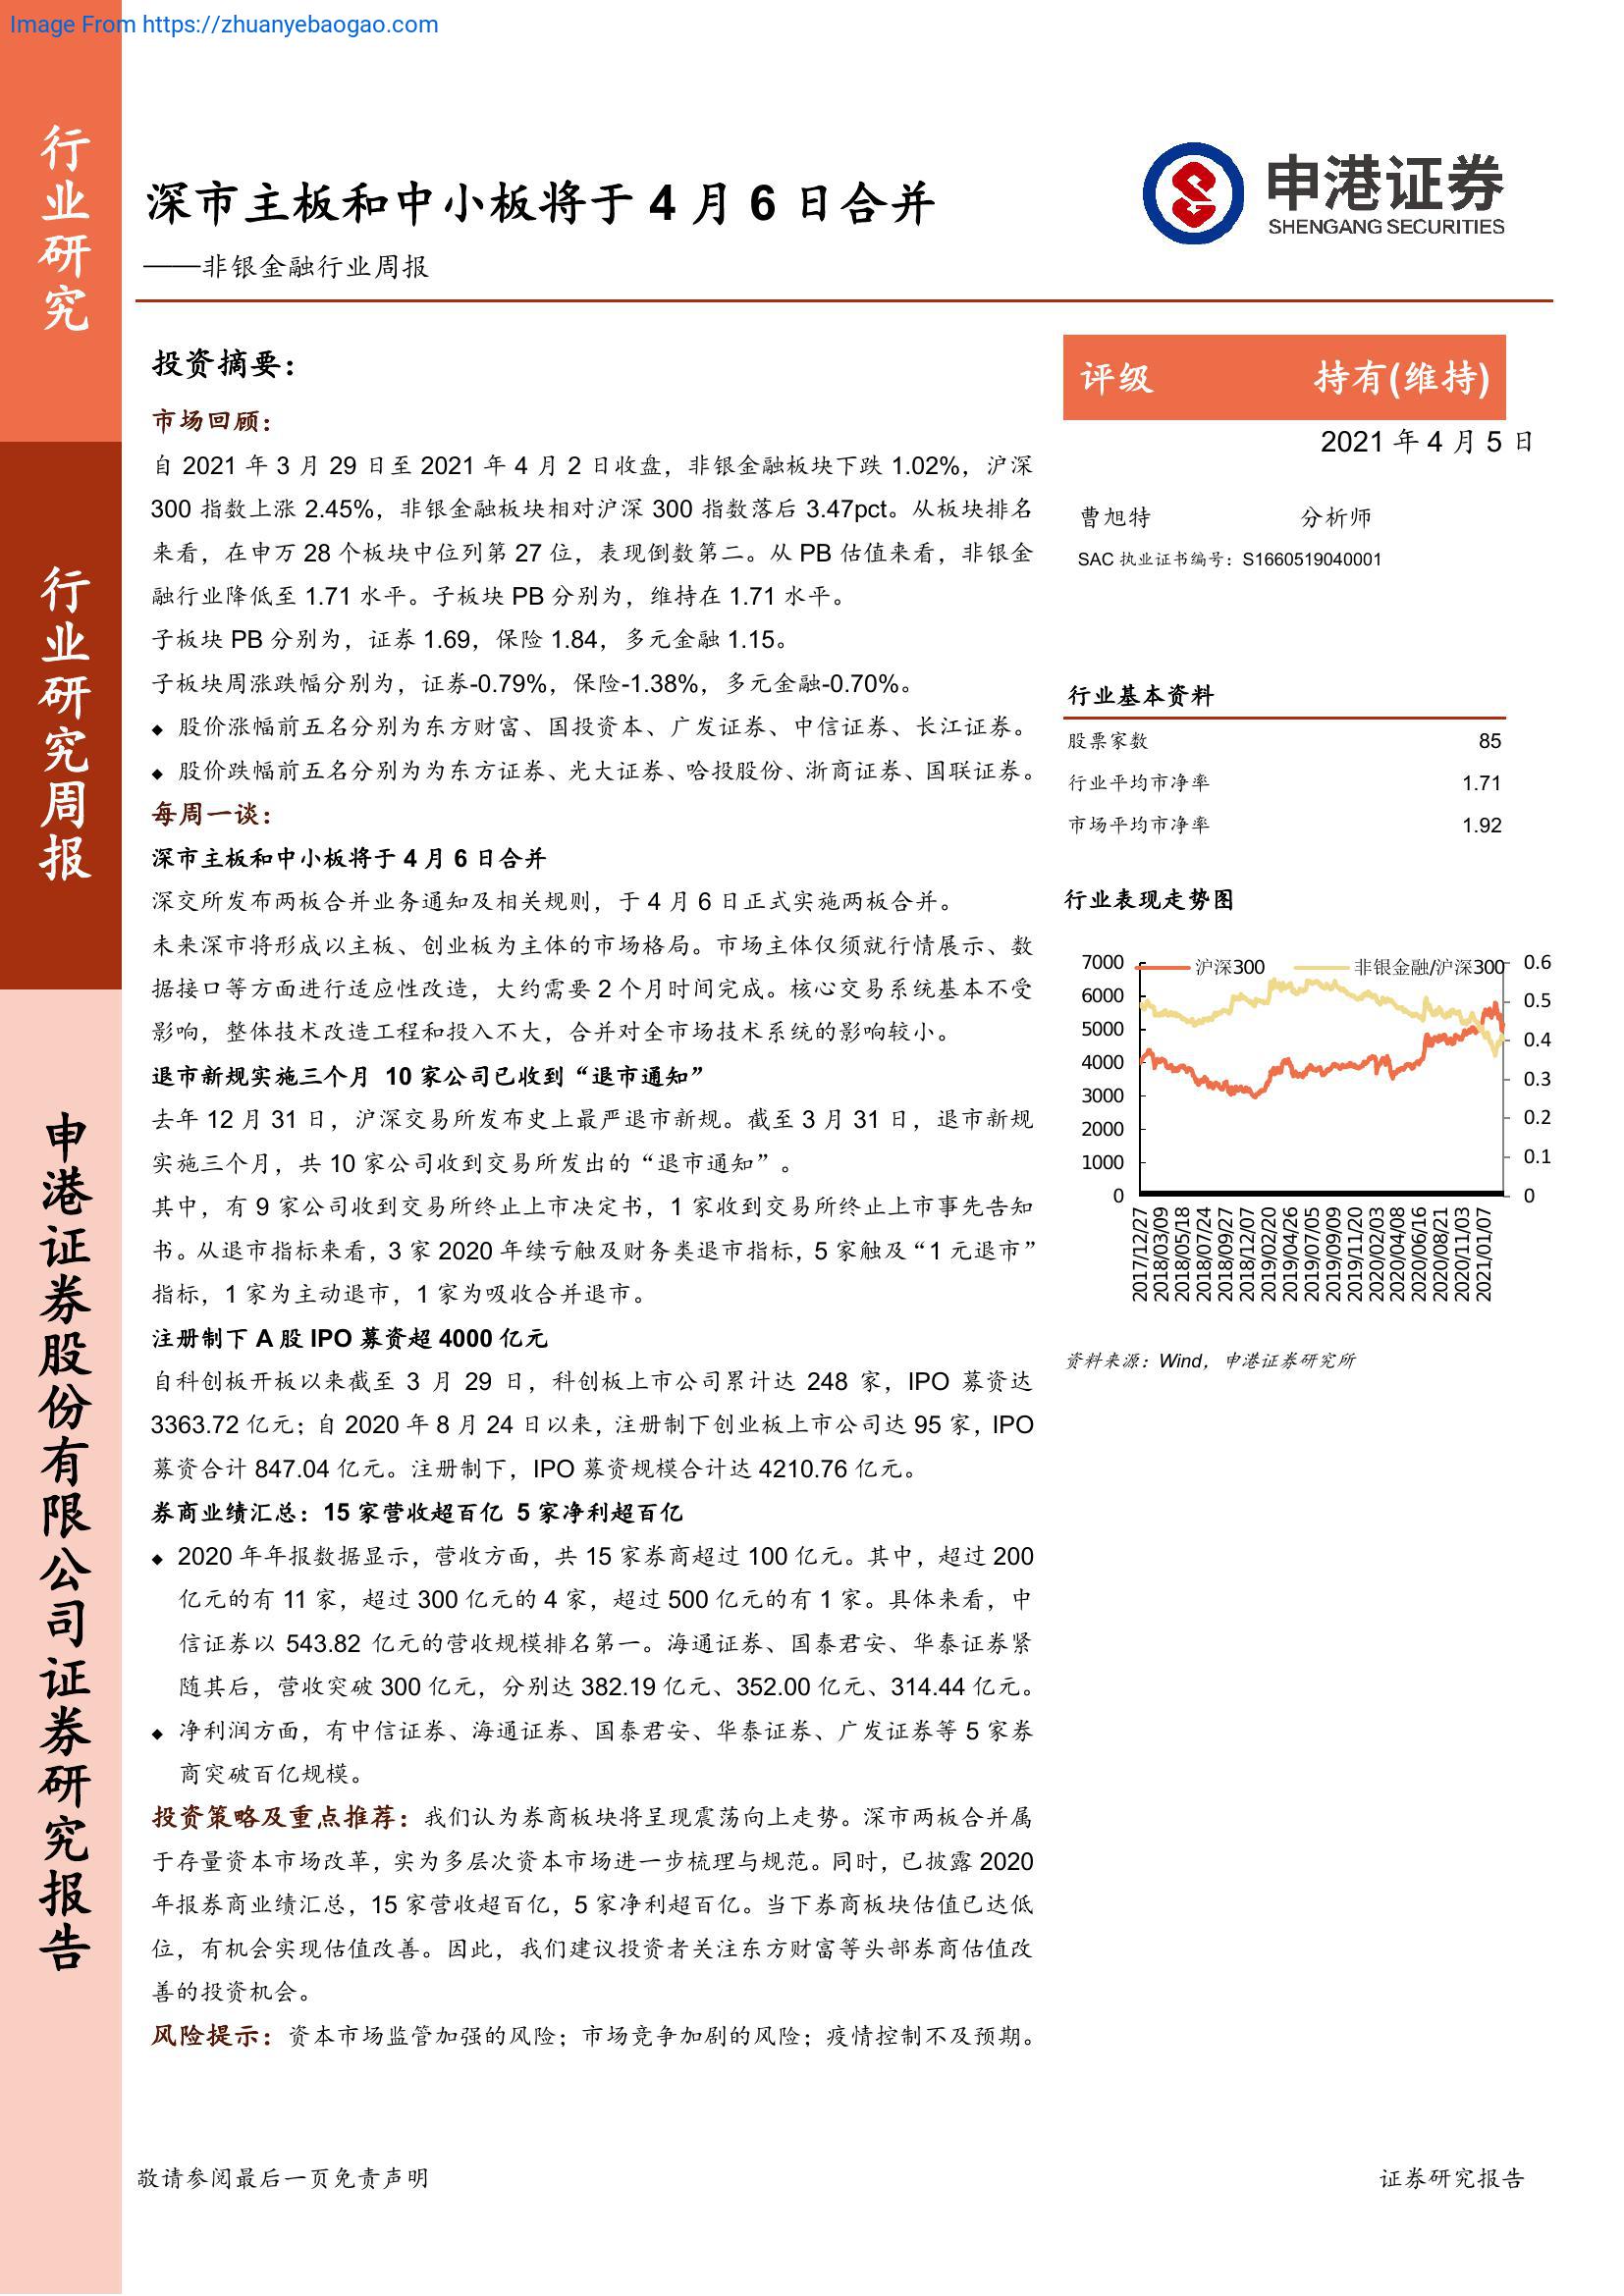 Image From https://zhuanyebaogao.com
行业研究
行业研究周报
申港证券股份有限公司证券研究报告
深市主板和中小板将于 4 月 6 日合并
——非银金融行业周报
申港证券
SHENGANG SECURITIES
投资摘要：
市场回顾：
自 2021 年 3 月 29 日至 2021 年 4 月 2 日收盘，非银金融板块下跌 1.02%，沪深
300 指数上涨 2.45%，非银金融板块相对沪深 300 指数落后 3.47pct。从板块排名
来看，在申万 28 个板块中位列第 27 位，表现倒数第二。从 PB 估值来看，非银金
融行业降低至 1.71 水平。子板块 PB 分别为，维持在 1.71 水平。
子板块 PB 分别为，证券 1.69，保险 1.84，多元金融 1.15。
子板块周涨跌幅分别为，证券-0.79%，保险-1.38%，多元金融-0.70%。
◆ 股价涨幅前五名分别为东方财富、国投资本、广发证券、中信证券、长江证券。
◆ 股价跌幅前五名分别为为东方证券、光大证券、哈投股份、浙商证券、国联证券。
每周一谈：
深市主板和中小板将于 4 月 6 日合并
深交所发布两板合并业务通知及相关规则，于 4 月 6 日正式实施两板合并。
未来深市将形成以主板、创业板为主体的市场格局。市场主体仅须就行情展示、数
据接口等方面进行适应性改造，大约需要 2 个月时间完成。核心交易系统基本不受
影响，整体技术改造工程和投入不大，合并对全市场技术系统的影响较小。
退市新规实施三个月 10 家公司已收到“退市通知”
去年 12 月 31 日，沪深交易所发布史上最严退市新规。截至 3 月 31 日，退市新规
实施三个月，共 10 家公司收到交易所发出的“退市通知”。
其中，有 9 家公司收到交易所终止上市决定书，1 家收到交易所终止上市事先告知
书。从退市指标来看，3 家 2020 年续亏触及财务类退市指标，5 家触及“1 元退市”
指标，1 家为主动退市，1 家为吸收合并退市。
注册制下 A 股 IPO 募资超 4000 亿元
自科创板开板以来截至 3 月 29 日，科创板上市公司累计达 248 家，IPO 募资达
3363.72 亿元；自 2020 年 8 月 24 日以来，注册制下创业板上市公司达 95 家，IPO
募资合计 847.04 亿元。注册制下，IPO 募资规模合计达 4210.76 亿元。
券商业绩汇总：15 家营收超百亿 5 家净利超百亿
◆ 2020 年年报数据显示，营收方面，共 15 家券商超过 100 亿元。其中，超过 200
亿元的有 11 家，超过 300 亿元的 4 家，超过 500 亿元的有 1 家。具体来看，中
信证券以 543.82 亿元的营收规模排名第一。海通证券、国泰君安、华泰证券紧
随其后，营收突破 300 亿元，分别达 382.19 亿元、352.00 亿元、314.44 亿元。
◆ 净利润方面，有中信证券、海通证券、国泰君安、华泰证券、广发证券等 5 家券
商突破百亿规模。
投资策略及重点推荐：我们认为券商板块将呈现震荡向上走势。深市两板合并属
于存量资本市场改革，实为多层次资本市场进一步梳理与规范。同时，已披露 2020
年报券商业绩汇总，15 家营收超百亿，5 家净利超百亿。当下券商板块估值已达低
位，有机会实现估值改善。因此，我们建议投资者关注东方财富等头部券商估值改
善的投资机会。
风险提示：资本市场监管加强的风险；市场竞争加剧的风险；疫情控制不及预期。
评级 持有(维持)
2021 年 4 月 5 日
曹旭特 分析师
SAC 执业证书编号：S1660519040001
行业基本资料
股票家数 85
行业平均市净率 1.71
市场平均市净率 1.92
行业表现走势图
沪深300 非银金融/沪深300
7000 0.6
6000 0.5
5000 0.4
4000 0.3
3000 0.2
2000 0.1
1000 0
0
2017/12/27
2018/03/09
2018/05/18
2018/07/24
2018/09/27
2018/12/07
2019/02/20
2019/04/26
2019/07/05
2019/09/09
2019/11/20
2020/02/03
2020/04/08
2020/06/16
2020/08/21
2020/11/03
2021/01/07
资料来源：Wind，申港证券研究所
敬请参阅最后一页免责声明 证券研究报告